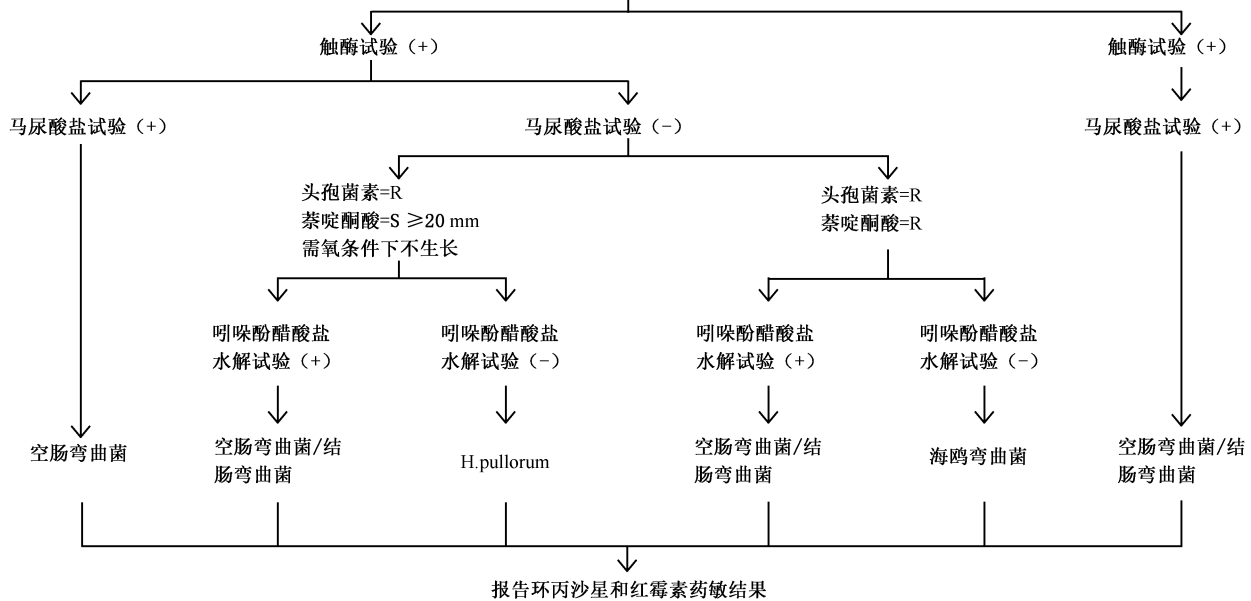 触酶试验（+）
触酶试验（+）
马尿酸盐试验（+）
马尿酸盐试验（−）
马尿酸盐试验（+）
头孢菌素=R
萘啶酮酸=S ≥20 mm
需氧条件下不生长
头孢菌素=R
萘啶酮酸=R
吲哚酚醋酸盐
水解试验（+）
吲哚酚醋酸盐
水解试验（−）
吲哚酚醋酸盐
水解试验（+）
吲哚酚醋酸盐
水解试验（−）
空肠弯曲菌
空肠弯曲菌/结
肠弯曲菌
H.pullorum
空肠弯曲菌/结
肠弯曲菌
海鸥弯曲菌
空肠弯曲菌/结
肠弯曲菌
报告环丙沙星和红霉素药敏结果